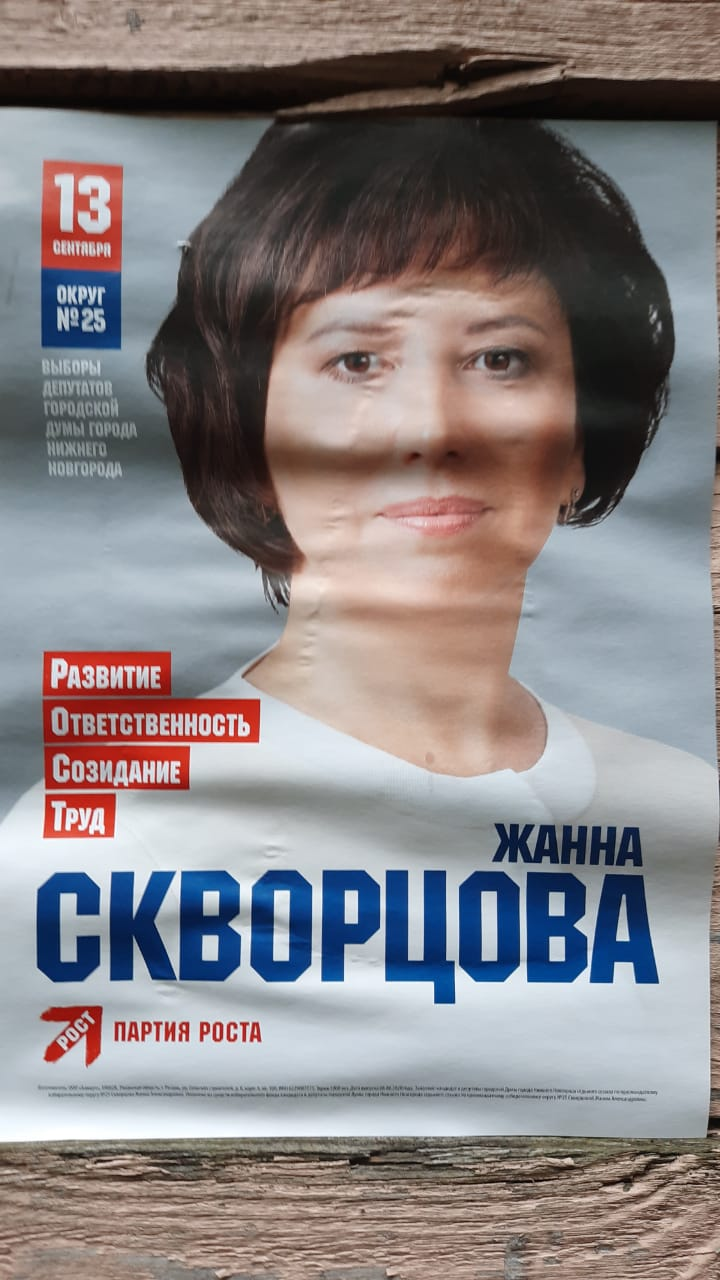 13
СЕНТЯБРЯ
ОКРУГ
№25
ВЫБОРЫ
ДЕПУТАТОВ
ГОРОДСКОЙ
ДУМЫ ГОРОДА
НИЖНЕГО
НОВГОРОДА
РАЗВИТИЕ
ОТВЕТСТВЕННОСТЬ
СОЗИДАНИЕ
ТРУД
ЖАННА
СКВОРЦОВА
РОСТ
ПАРТИЯ РОСТА